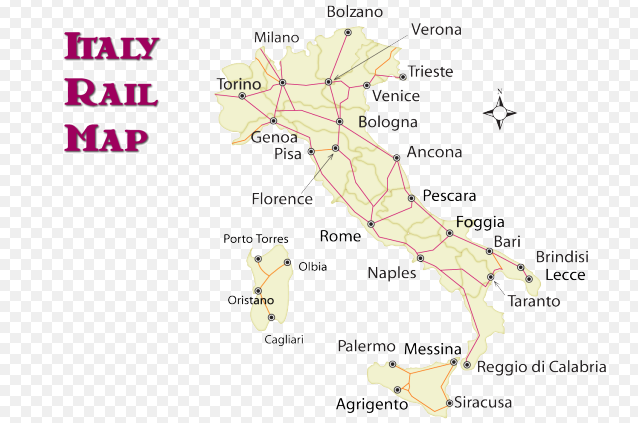 ITALY
RAIL
MAP
Bolzano
Milano
Verona
Torino
Trieste
Venice
N
Bologna
Genoa
Pisa
Ancona
Florence
Pescara
Rome
Foggia
Porto Torres
Bari
Olbia
Naples
Brindisi
Lecce
Oristano
Taranto
Cagliari
Palermo
Messina
Reggio di Calabria
Agrigento
Siracusa